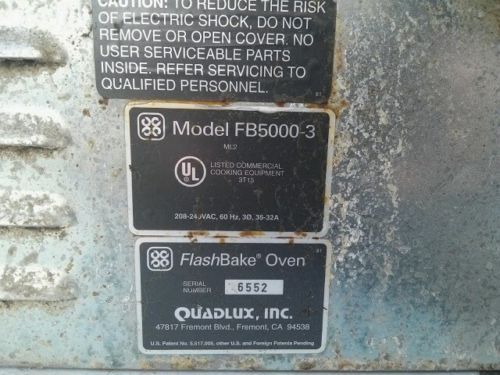 CAUTION: TO REDUCE THE RISK
OF ELECTRIC SHOCK, DO NOT
REMOVE OR OPEN COVER. NO
USER SERVICEABLE PARTS
INSIDE. REFER SERVICING TO
QUALIFIED PERSONNEL.
Model FB5000-3
ML2
UL
LISTED COMMERCIAL
COOKING EQUIPMENT
3T15
208-240VAC, 60 Hz, 3Ø, 35-32A
FlashBake® Oven
SERIAL
NUMBER 6552
QUADLUX, INC.
47817 Fremont Blvd., Fremont, CA 94538
U.S. Patent No. 5,517,005, other U.S. and Foreign Patents Pending